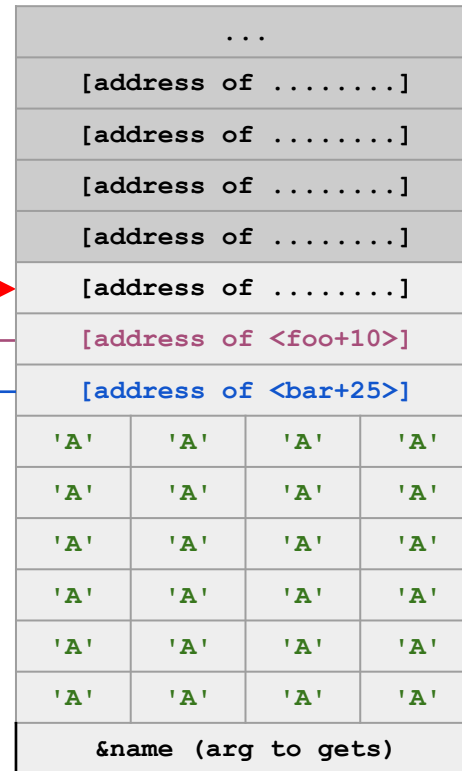 ...
[address of ........]
[address of ........]
[address of ........]
[address of ........]
[address of ........]
[address of <foo+10>]
[address of <bar+25>]
'A' 'A' 'A' 'A'
'A' 'A' 'A' 'A'
'A' 'A' 'A' 'A'
'A' 'A' 'A' 'A'
'A' 'A' 'A' 'A'
'A' 'A' 'A' 'A'
&name (arg to gets)